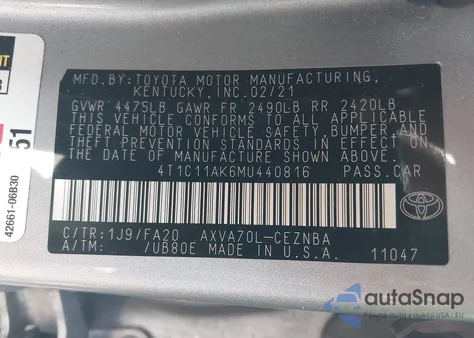 MFD.BY:TOYOTA MOTOR MANUFACTURING,
KENTUCKY,INC.02/21
GVWR 4475LB GAWR FR 2490LB RR 2420LB
THIS VEHICLE CONFORMS TO ALL APPLICABLE
FEDERAL MOTOR VEHICLE SAFETY,BUMPER,AND
THEFT PREVENTION STANDARDS IN EFFECT ON
THE DATE OF MANUFACTURE SHOWN ABOVE.
4T1C11AK6MU440816 PASS.CAR
C/TR:1J9/FA20 AXVA70L-CEZNBA
A/TM: /UB80E MADE IN U.S.A.
11047
TOYOTA
42661-06B30
51
autoSnap